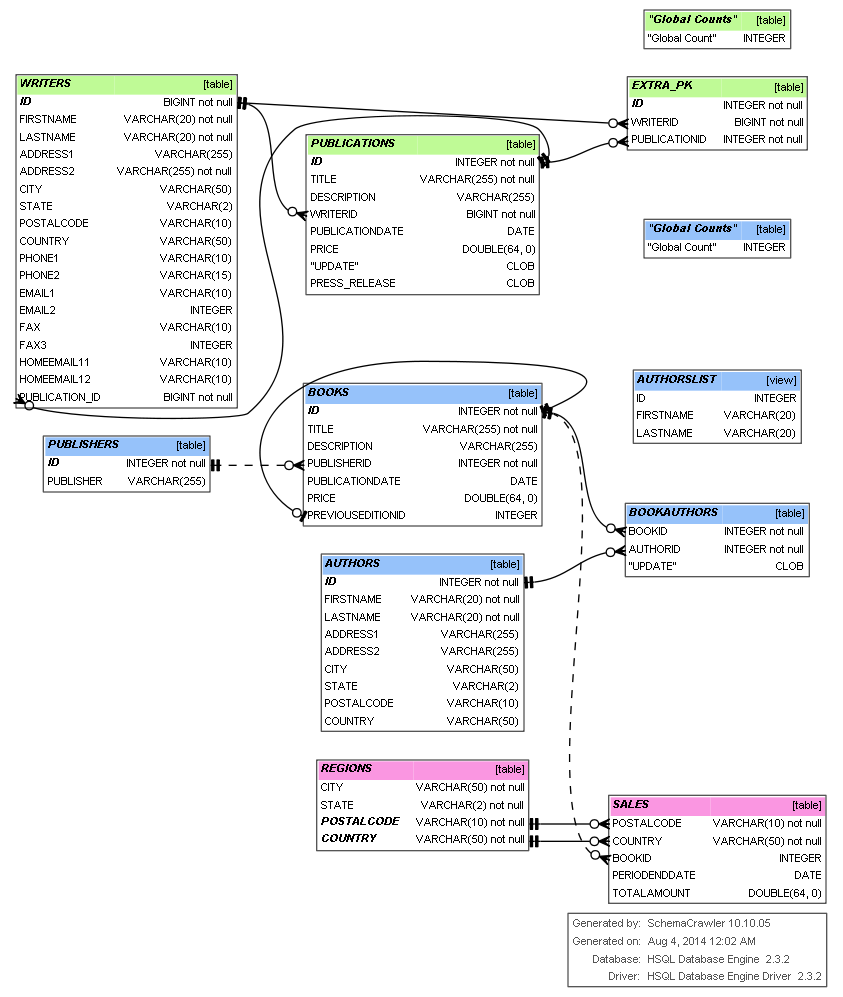 "Global Counts" [table]
"Global Count" INTEGER
WRITERS [table]
ID BIGINT not null
FIRSTNAME VARCHAR(20) not null
LASTNAME VARCHAR(20) not null
ADDRESS1 VARCHAR(255)
ADDRESS2 VARCHAR(255) not null
CITY VARCHAR(50)
STATE VARCHAR(2)
POSTALCODE VARCHAR(10)
COUNTRY VARCHAR(50)
PHONE1 VARCHAR(10)
PHONE2 VARCHAR(15)
EMAIL1 VARCHAR(10)
EMAIL2 INTEGER
FAX VARCHAR(10)
FAX3 INTEGER
HOMEEMAIL11 VARCHAR(10)
HOMEEMAIL12 VARCHAR(10)
PUBLICATION_ID BIGINT not null
EXTRA_PK [table]
ID INTEGER not null
WRITERID BIGINT not null
PUBLICATIONID INTEGER not null
PUBLICATIONS [table]
ID INTEGER not null
TITLE VARCHAR(255) not null
DESCRIPTION VARCHAR(255)
WRITERID BIGINT not null
PUBLICATIONDATE DATE
PRICE DOUBLE(64, 0)
"UPDATE" CLOB
PRESS_RELEASE CLOB
"Global Counts" [table]
"Global Count" INTEGER
BOOKS [table]
ID INTEGER not null
TITLE VARCHAR(255) not null
DESCRIPTION VARCHAR(255)
PUBLISHERID INTEGER not null
PUBLICATIONDATE DATE
PRICE DOUBLE(64, 0)
PREVIOUSEDITIONID INTEGER
AUTHORSLIST [view]
ID INTEGER
FIRSTNAME VARCHAR(20)
LASTNAME VARCHAR(20)
PUBLISHERS [table]
ID INTEGER not null
PUBLISHER VARCHAR(255)
BOOKAUTHORS [table]
BOOKID INTEGER not null
AUTHORID INTEGER not null
"UPDATE" CLOB
AUTHORS [table]
ID INTEGER not null
FIRSTNAME VARCHAR(20) not null
LASTNAME VARCHAR(20) not null
ADDRESS1 VARCHAR(255)
ADDRESS2 VARCHAR(255)
CITY VARCHAR(50)
STATE VARCHAR(2)
POSTALCODE VARCHAR(10)
COUNTRY VARCHAR(50)
REGIONS [table]
CITY VARCHAR(50) not null
STATE VARCHAR(2) not null
POSTALCODE VARCHAR(10) not null
COUNTRY VARCHAR(50) not null
SALES [table]
POSTALCODE VARCHAR(10) not null
COUNTRY VARCHAR(50) not null
BOOKID INTEGER
PERIODENDDATE DATE
TOTALAMOUNT DOUBLE(64, 0)
Generated by: SchemaCrawler 10.10.05
Generated on: Aug 4, 2014 12:02 AM
Database: HSQL Database Engine 2.3.2
Driver: HSQL Database Engine Driver 2.3.2